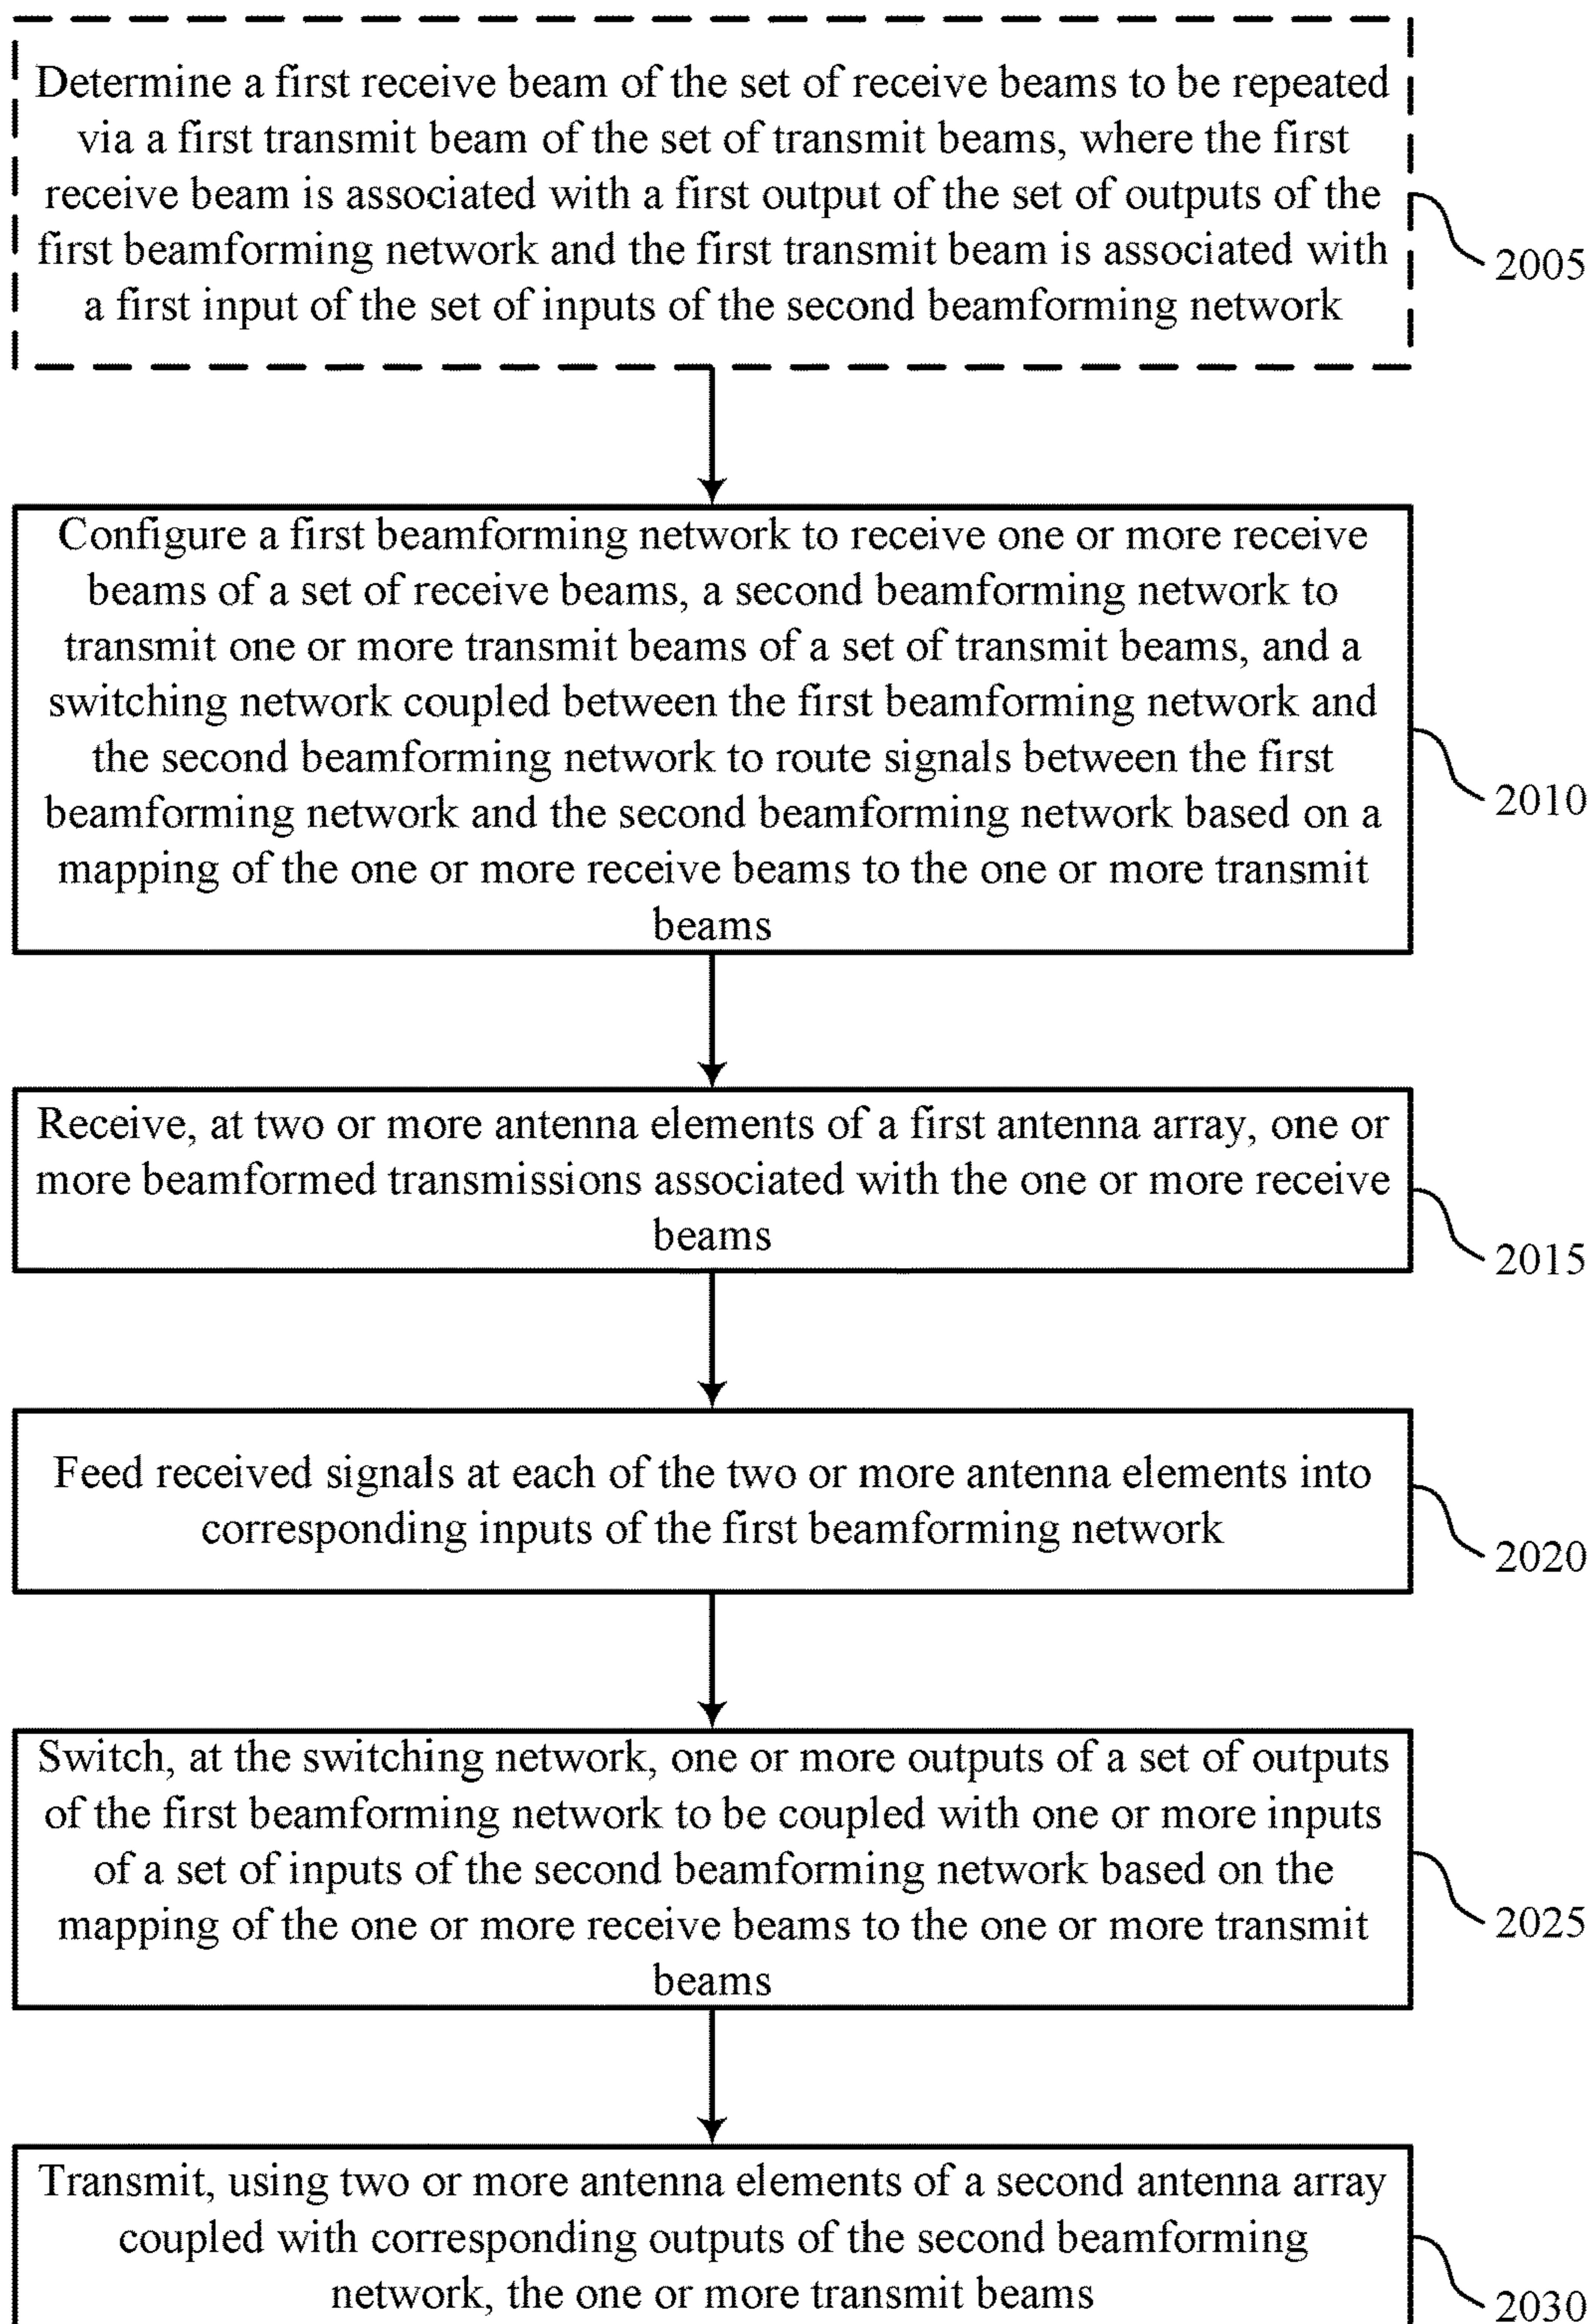 Determine a first receive beam of the set of receive beams to be repeated
via a first transmit beam of the set of transmit beams, where the first
receive beam is associated with a first output of the set of outputs of the
first beamforming network and the first transmit beam is associated with
a first input of the set of inputs of the second beamforming network
2005
Configure a first beamforming network to receive one or more receive
beams of a set of receive beams, a second beamforming network to
transmit one or more transmit beams of a set of transmit beams, and a
switching network coupled between the first beamforming network and
the second beamforming network to route signals between the first
beamforming network and the second beamforming network based on a
mapping of the one or more receive beams to the one or more transmit
beams
2010
Receive, at two or more antenna elements of a first antenna array, one or
more beamformed transmissions associated with the one or more receive
beams
2015
Feed received signals at each of the two or more antenna elements into
corresponding inputs of the first beamforming network
2020
Switch, at the switching network, one or more outputs of a set of outputs
of the first beamforming network to be coupled with one or more inputs
of a set of inputs of the second beamforming network based on the
mapping of the one or more receive beams to the one or more transmit
beams
2025
Transmit, using two or more antenna elements of a second antenna array
coupled with corresponding outputs of the second beamforming
network, the one or more transmit beams
2030